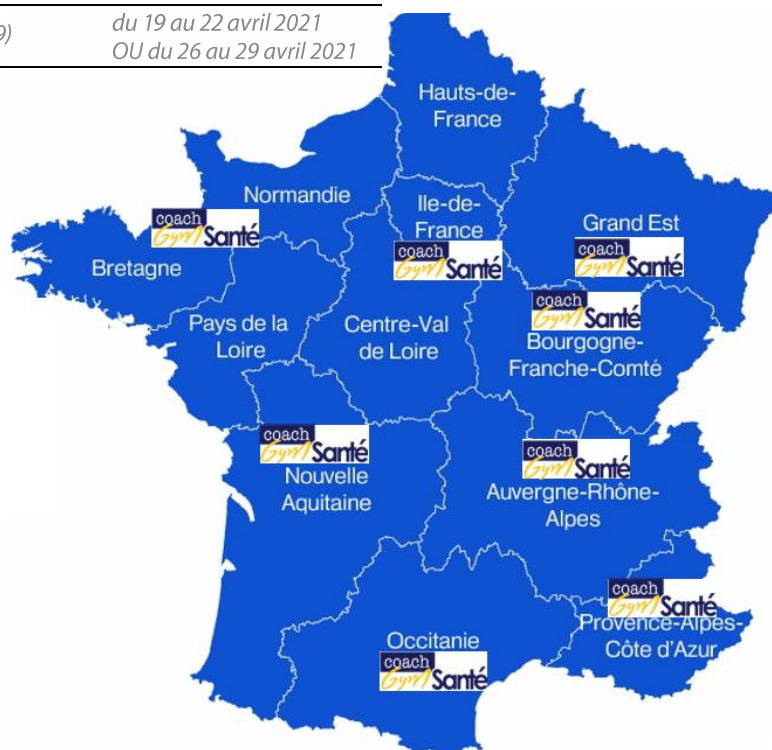 9)
du 19 au 22 avril 2021
OU du 26 au 29 avril 2021
Hauts-de-
France
Normandie
Ile-de-
France
coach
Gym Santé
Grand Est
coach
Gym Santé
coach
Gym Santé
Bretagne
coach
Gym Santé
Bourgogne-
Franche-Comté
Pays de la
Loire
Centre-Val
de Loire
coach
Gym Santé
Nouvelle
Aquitaine
coach
Gym Santé
Auvergne-Rhône-
Alpes
coach
Gym Santé
Provence-Alpes-
Côte d'Azur
Occitanie
coach
Gym Santé